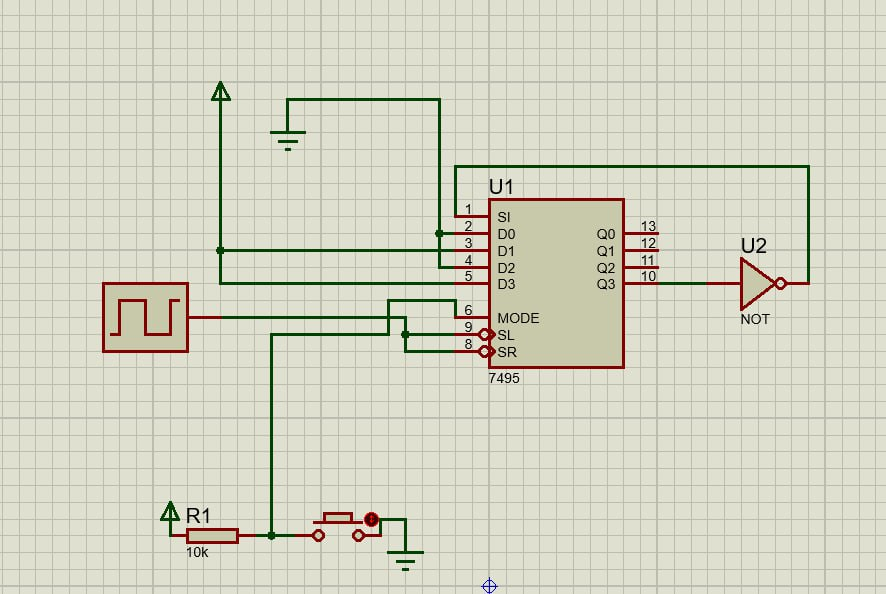 U1
1 SI
2 D0 Q0 13
3 D1 Q1 12
4 D2 Q2 11
5 D3 Q3 10
6 MODE
9 SL
8 SR
7495
U2
NOT
R1
10k